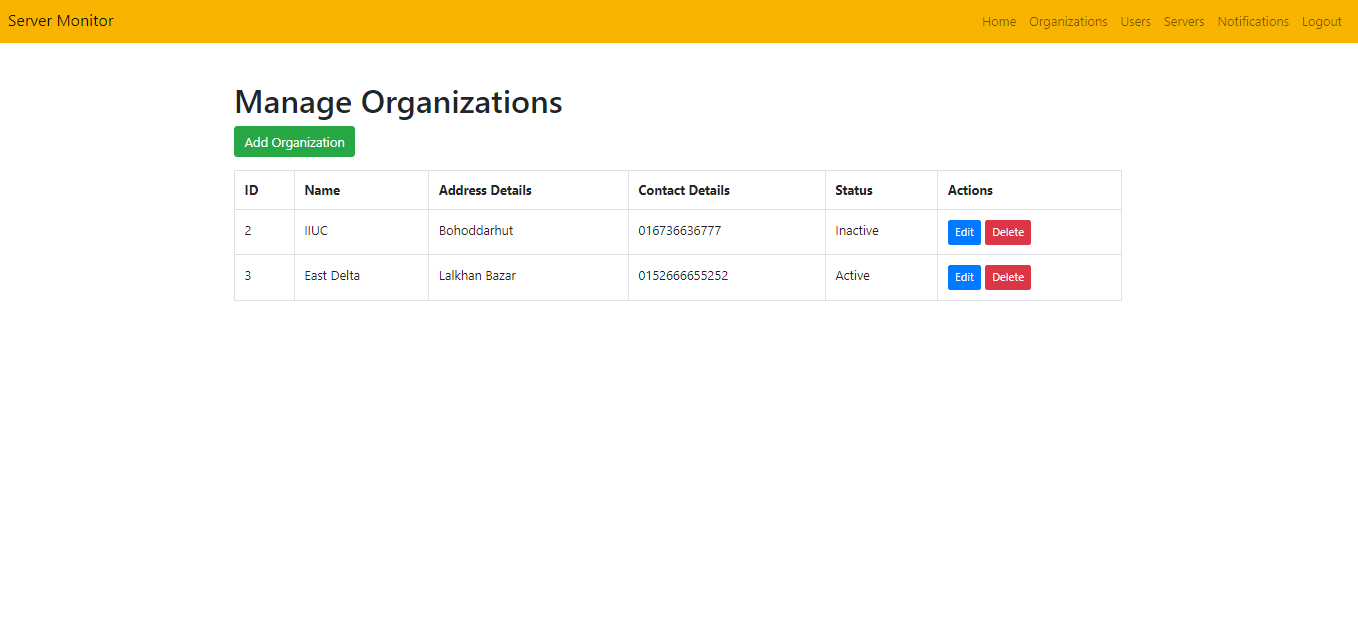 Server Monitor Home Organizations Users Servers Notifications Logout
Manage Organizations
Add Organization
ID Name Address Details Contact Details Status Actions
2 IIUC Bohoddarhut 016736636777 Inactive Edit Delete
3 East Delta Lalkhan Bazar 0152666655252 Active Edit Delete